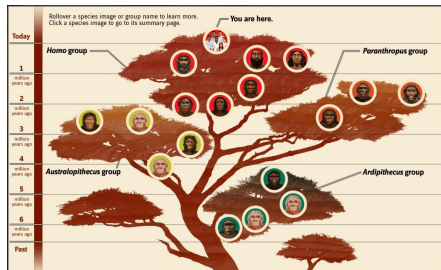 Rollover a species image or group name to learn more.
Click a species image to go to its summary page.
You are here.
Today
Homo group
Paranthropus group
1
million
years ago
2
million
years ago
3
million
years ago
4
million
years ago
Australopithecus group
Ardipithecus group
5
million
years ago
6
million
years ago
Past